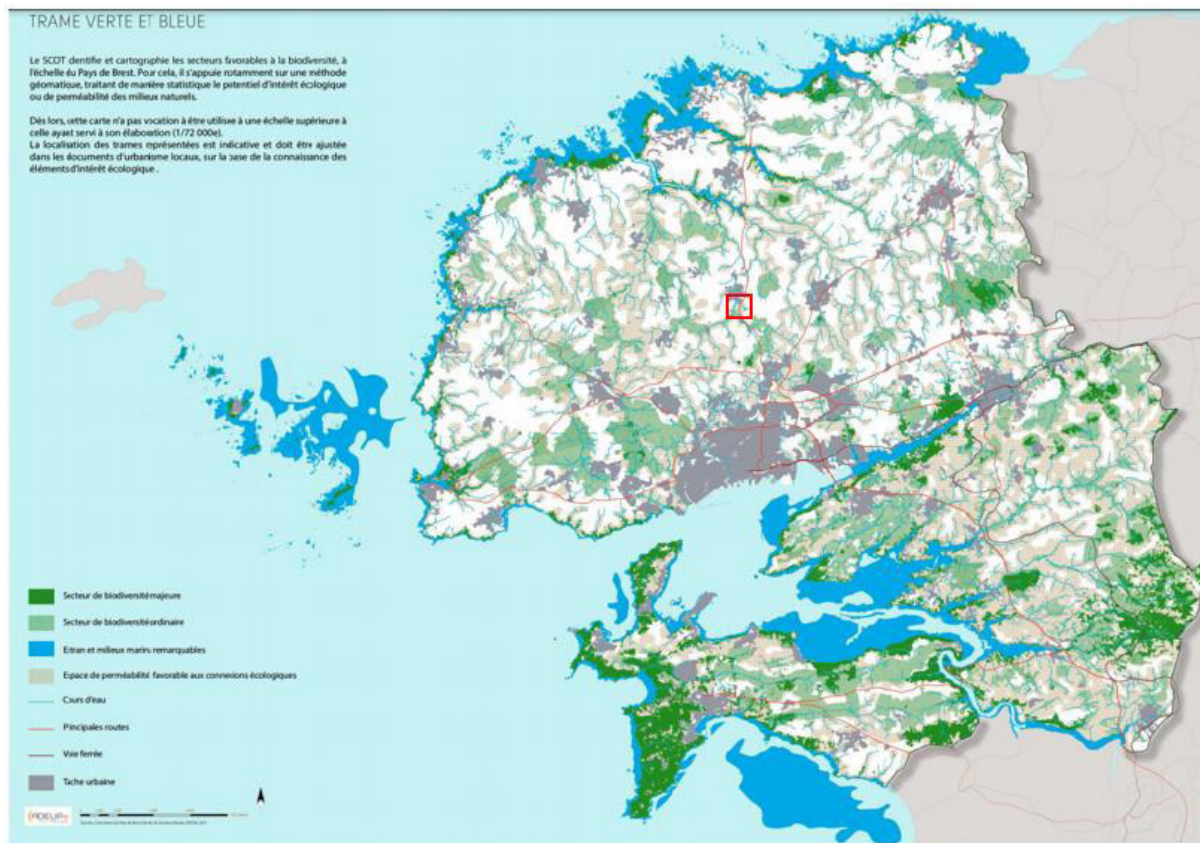 TRAME VERTE ET BLEUE
Le SCOT dentifie et cartographie les secteurs favorables à la biodiversité, à
l'échelle du Pays de Brest. Pour cela, il s'appuie notamment sur une méthode
géomatique, traitant de manière statistique le potentiel d'intérêt écologique
ou de perméabilité des milieux naturels.
Dès lors, cette carte n'a pas vocation à être utilisée à une échelle supérieure à
celle ayant servi à son élaboration (1/72 000e).
La localisation des trames représentées est indicative et doit être ajustée
dans les documents d'urbanisme locaux, sur la base de la connaissance des
éléments d'intérêt écologique .
Secteur de biodiversité majeure
Secteur de biodiversité ordinaire
Estran et milieux marins remarquables
Espace de perméabilité favorable aux connexions écologiques
Cours d'eau
Principales routes
Voie ferrée
Tache urbaine
ADEUPa